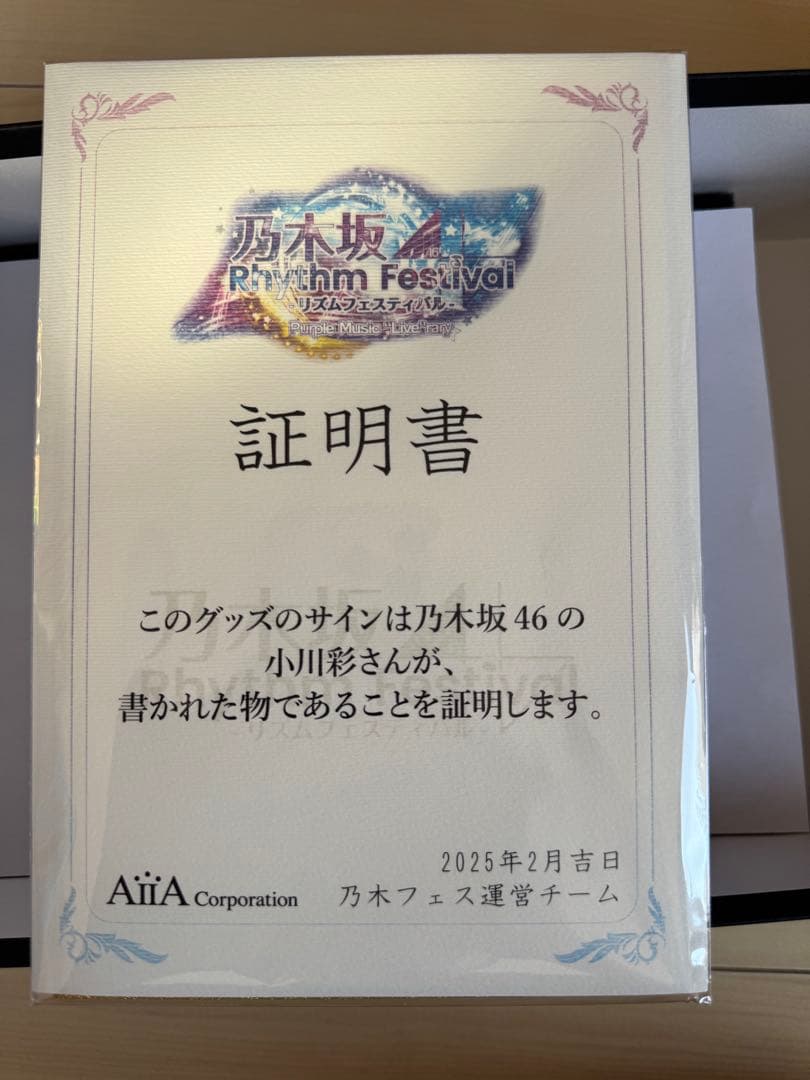 乃木坂46
Rhythm Festival
-リズムフェスティバル-
Purple Music "Live"rary
証明書
このグッズのサインは乃木坂46の
小川彩さんが、
書かれた物であることを証明します。
2025年2月吉日
AiiA Corporation 乃木フェス運営チーム